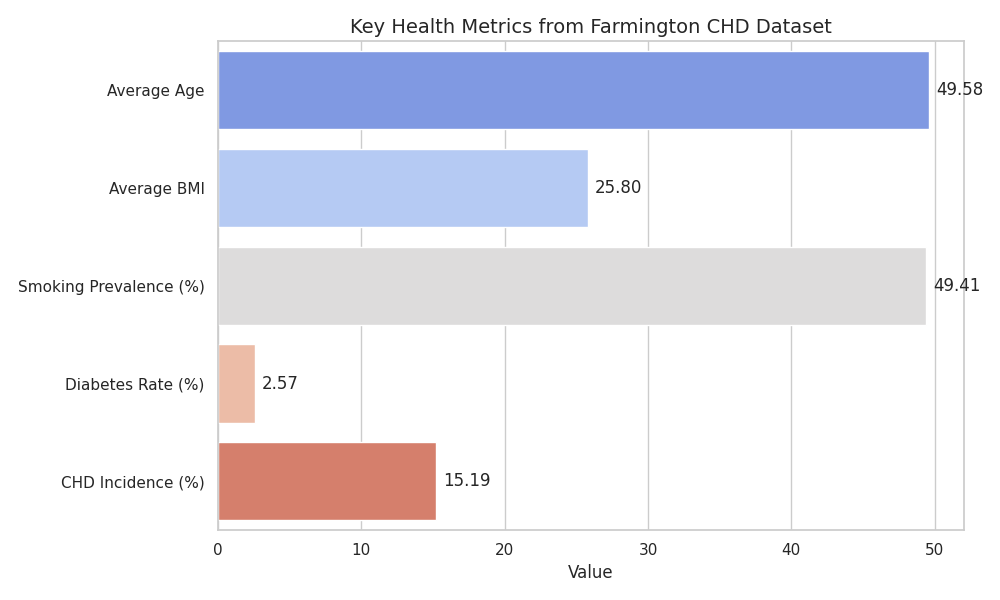 Key Health Metrics from Farmington CHD Dataset
Average Age
49.58
Average BMI
25.80
Smoking Prevalence (%)
49.41
Diabetes Rate (%)
2.57
CHD Incidence (%)
15.19
0 10 20 30 40 50
Value